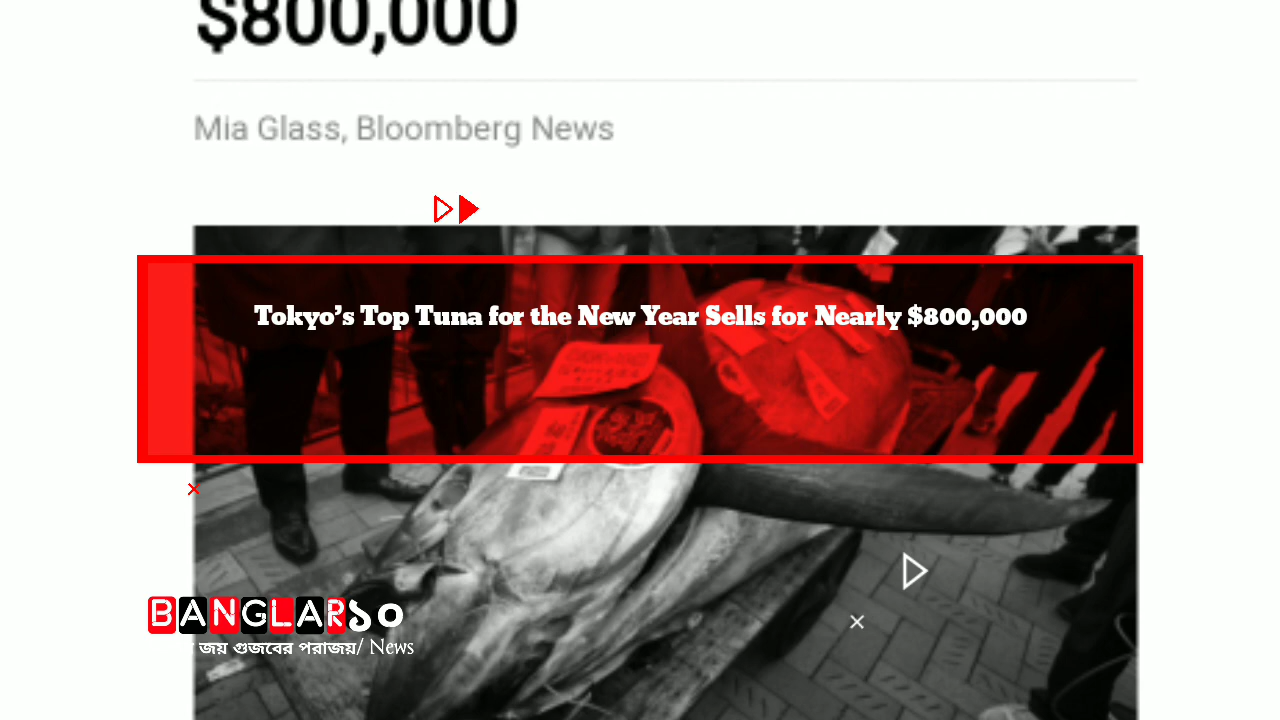 $800,000
Mia Glass, Bloomberg News
Tokyo’s Top Tuna for the New Year Sells for Nearly $800,000
BANGLAR৯০
জয় গুজবের পরাজয়/ News